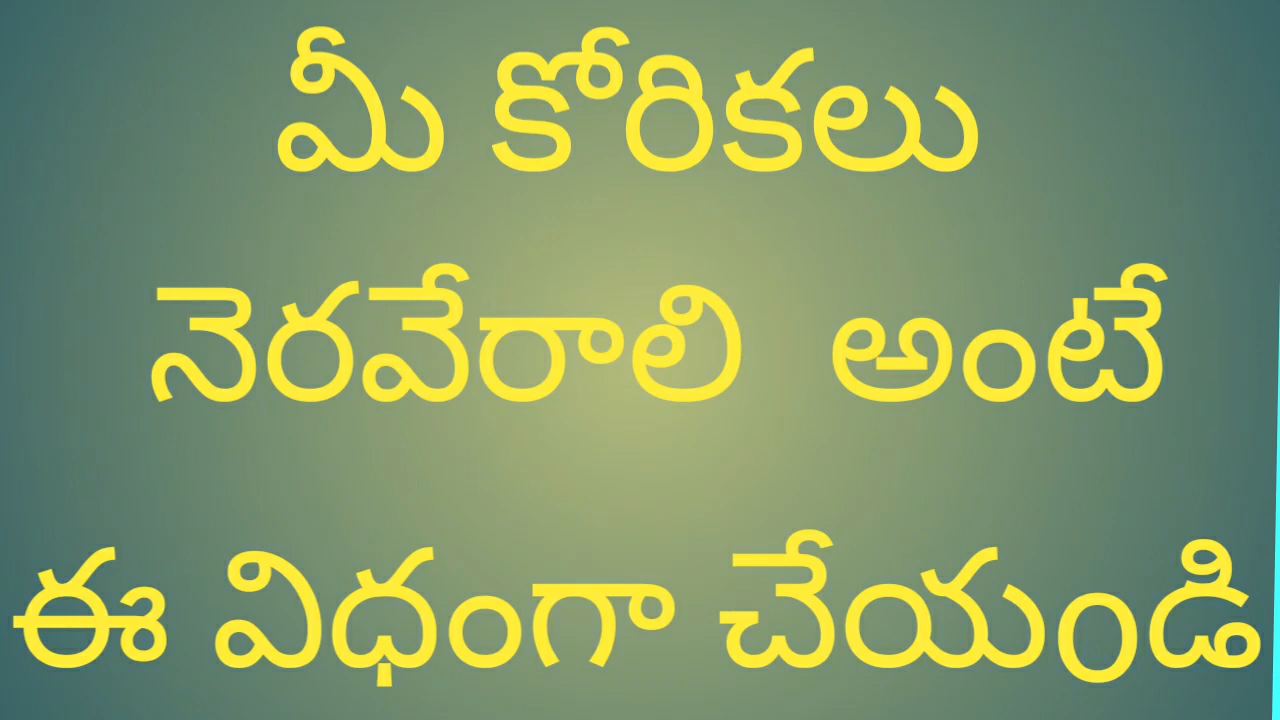 మీ కోరికలు
నెరవేరాలి అంటే
ఈ విధంగా చేయండి